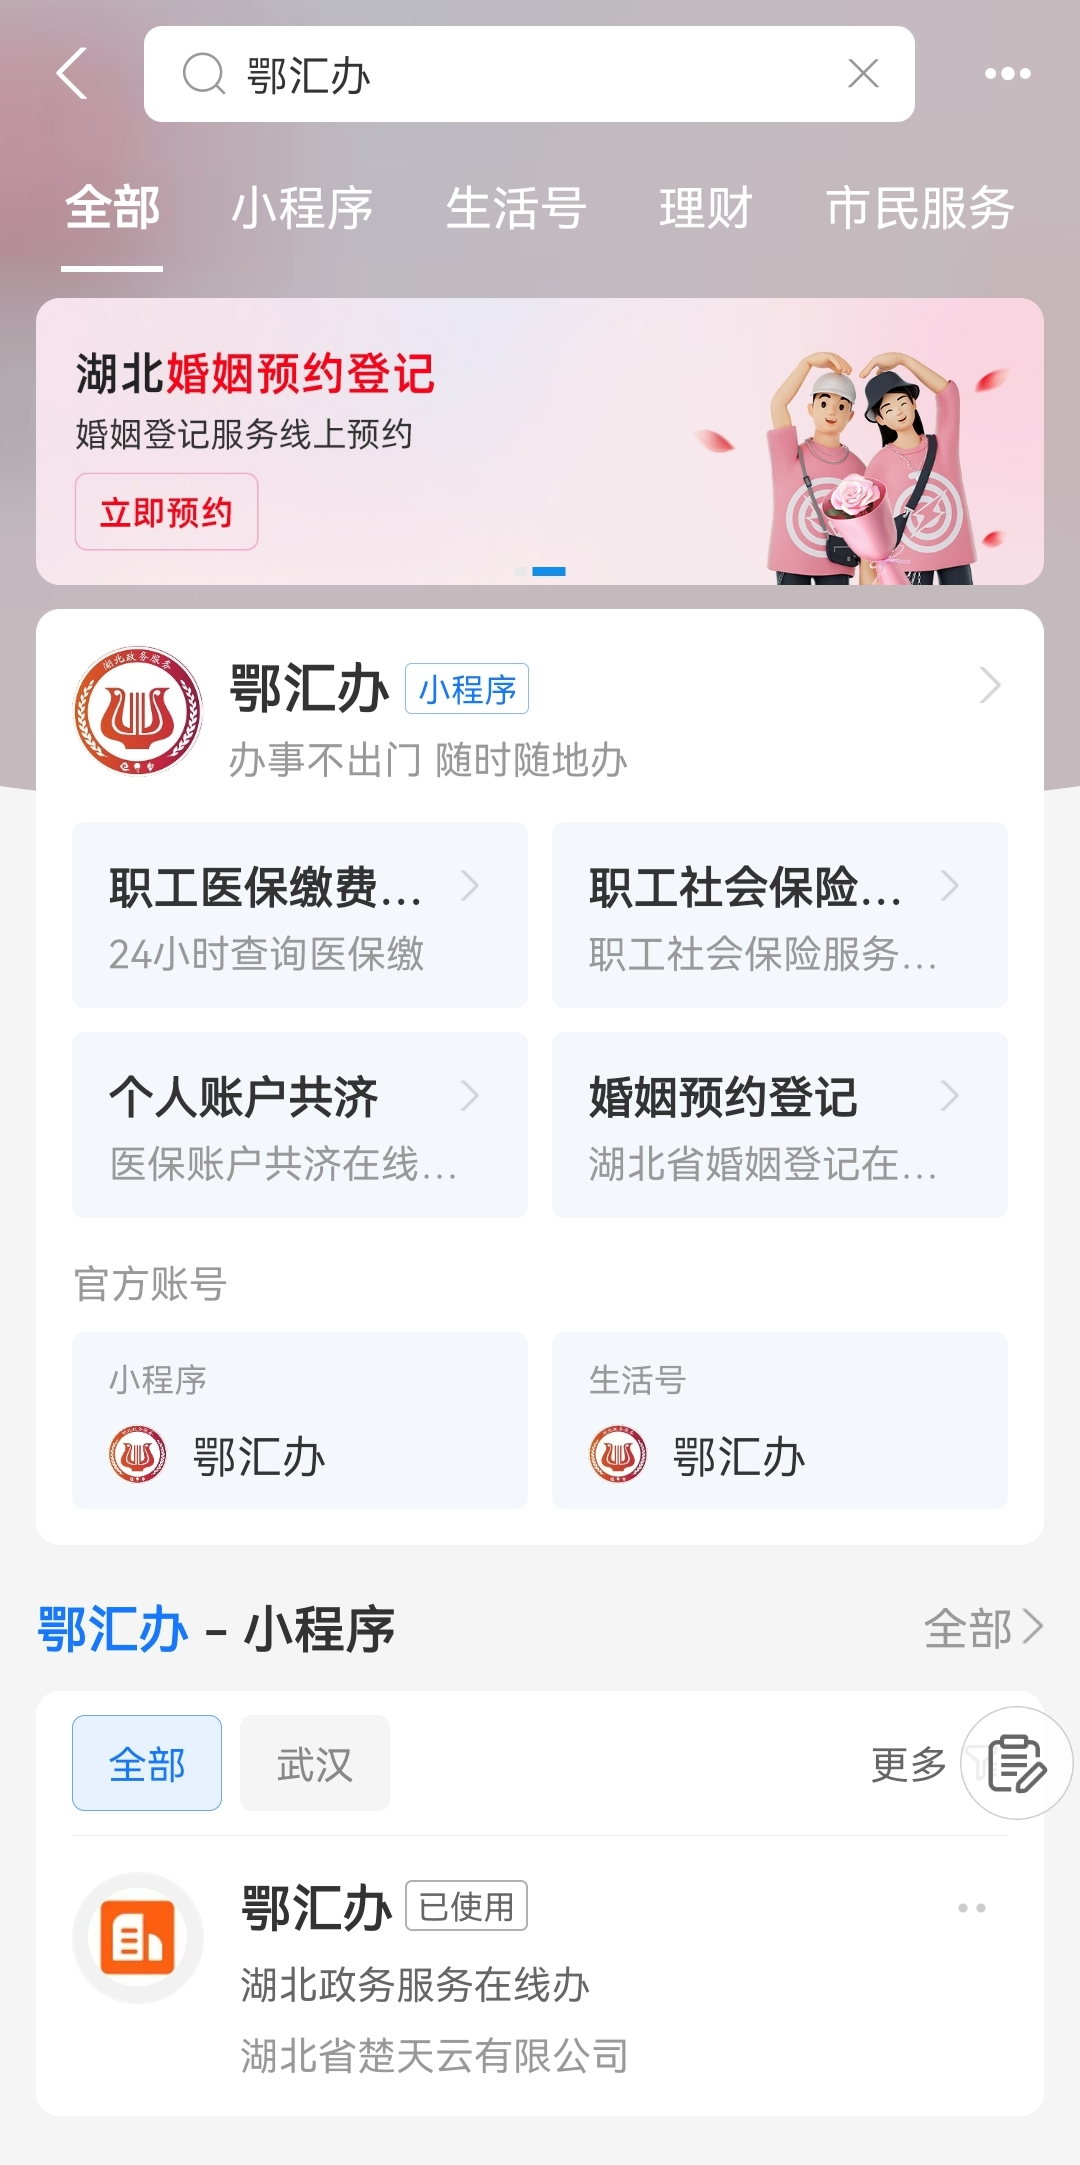 鄂汇办
全部 小程序 生活号 理财 市民服务
湖北婚姻预约登记
婚姻登记服务线上预约
立即预约
湖北政务服务
鄂汇办 小程序
办事不出门 随时随地办
职工医保缴费... 职工社会保险...
24小时查询医保缴 职工社会保险服务...
个人账户共济 婚姻预约登记
医保账户共济在线... 湖北省婚姻登记在...
官方账号
小程序 生活号
鄂汇办 鄂汇办
鄂汇办 – 小程序 全部
全部 武汉 更多
鄂汇办 已使用
湖北政务服务在线办
湖北省楚天云有限公司